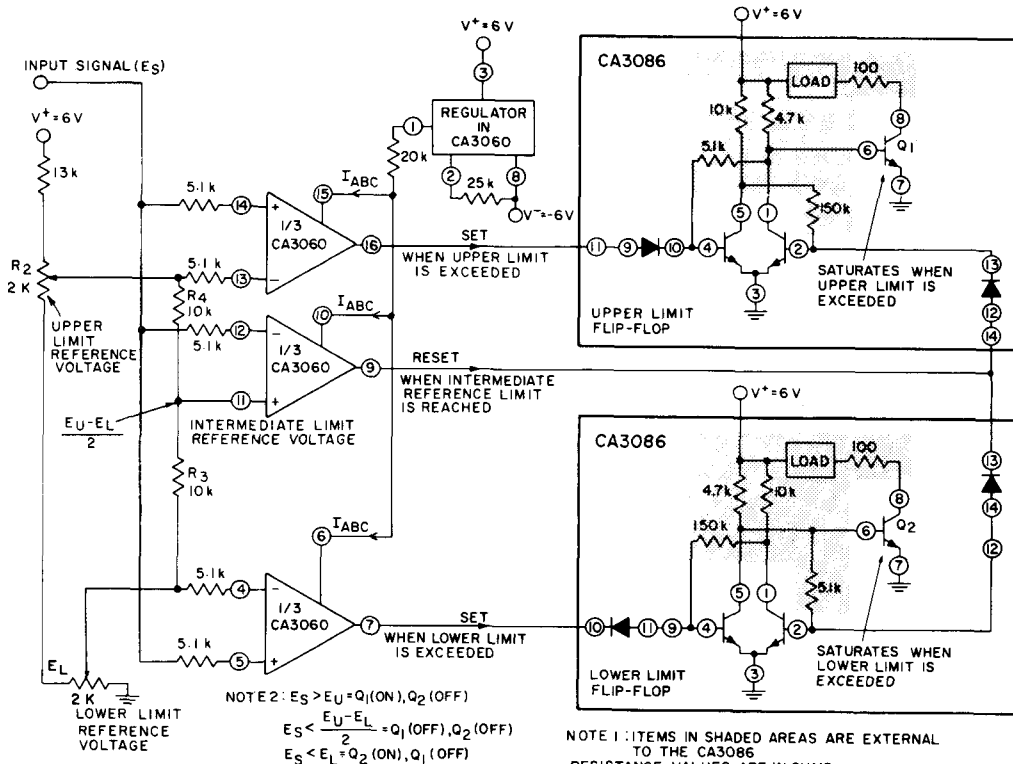 INPUT SIGNAL (ES)
V+=6V
13k
R2
2 K
UPPER
LIMIT
REFERENCE
VOLTAGE
EU-EL
2
EL
2 K
LOWER LIMIT
REFERENCE
VOLTAGE
5.1k
14
+
5.1k
13
−
1/3
CA3060
15
IABC
16
R4
10k
12
−
5.1k
11
+
1/3
CA3060
10
IABC
9
INTERMEDIATE LIMIT
REFERENCE VOLTAGE
R3
10k
5.1k
4
−
5.1k
5
+
1/3
CA3060
6
IABC
7
V+=6V
3
REGULATOR
IN
CA3060
1
20k
2
25k
8
V-=-6V
SET
WHEN UPPER LIMIT
IS EXCEEDED
RESET
WHEN INTERMEDIATE
REFERENCE LIMIT
IS REACHED
SET
WHEN LOWER LIMIT
IS EXCEEDED
V+=6V
CA3086
LOAD
100
10k
4.7k
8
5.1k
6
Q1
7
150k
5
1
11
9
10
4
2
3
SATURATES WHEN
UPPER LIMIT IS
EXCEEDED
UPPER LIMIT
FLIP-FLOP
13
12
14
V+=6V
CA3086
LOAD
100
4.7k
10k
8
150k
6
Q2
7
5.1k
5
1
10
11
9
4
2
3
SATURATES WHEN
LOWER LIMIT IS
EXCEEDED
LOWER LIMIT
FLIP-FLOP
13
14
12
NOTE 2: ES > EU = Q1 (ON), Q2 (OFF)
ES < EU-EL/2 = Q1 (OFF), Q2 (OFF)
ES < EL = Q2 (ON), Q1 (OFF)
NOTE 1: ITEMS IN SHADED AREAS ARE EXTERNAL
TO THE CA3086